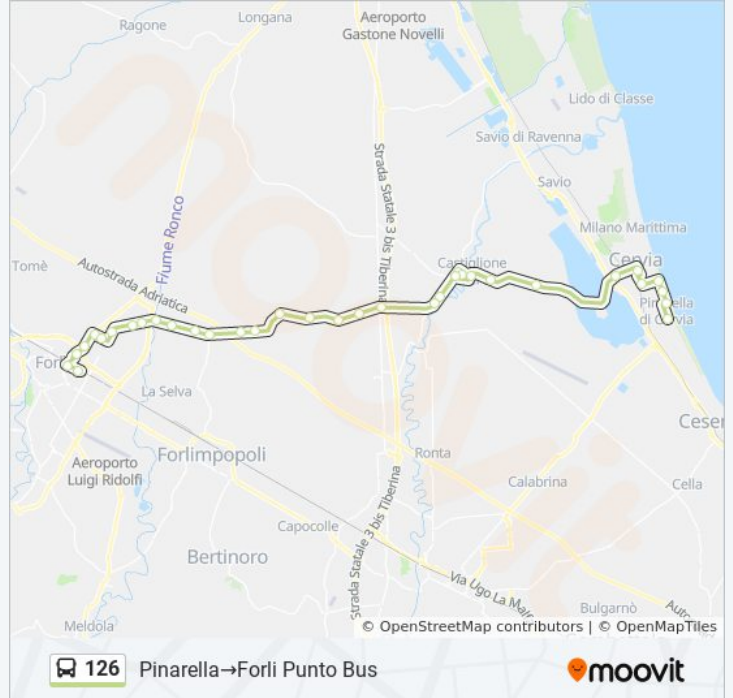 Ragone
Longana
Aeroporto
Gastone Novelli
Lido di Classe
Savio di Ravenna
Savio
Strada Statale 3 bis Tiberina
Fiume Ronco
Milano Marittima
Tomè
Autostrada Adriatica
Castiglione
Cervia
Pinarella
di Cervia
Forlì
La Selva
Forlimpopoli
Aeroporto
Luigi Ridolfi
Ronta
Cesen
Calabrina
Cella
Strada Statale 3 bis Tiberina
Capocolle
Bertinoro
Via Ugo La Malf
Bulgarnò
Auto
Meldola
© OpenStreetMap contributors | © OpenMapTiles
126 Pinarella→Forli Punto Bus
moovit